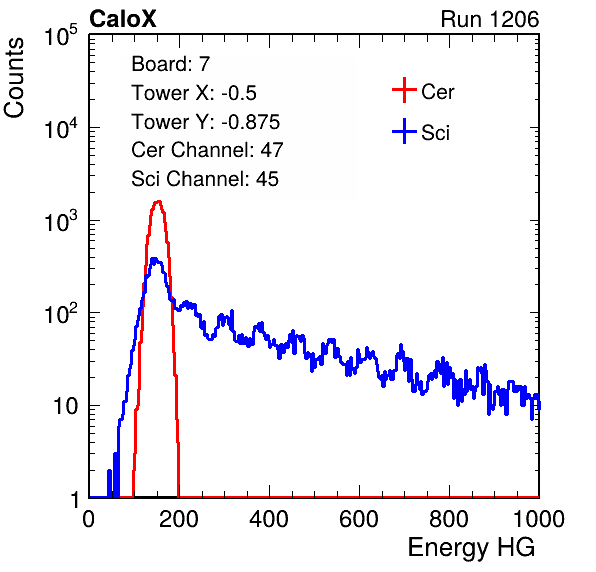 CaloX Run 1206
Counts
Board: 7
Tower X: -0.5
Tower Y: -0.875
Cer Channel: 47
Sci Channel: 45
Cer
Sci
10^5
10^4
10^3
10^2
10
1
0 200 400 600 800 1000
Energy HG